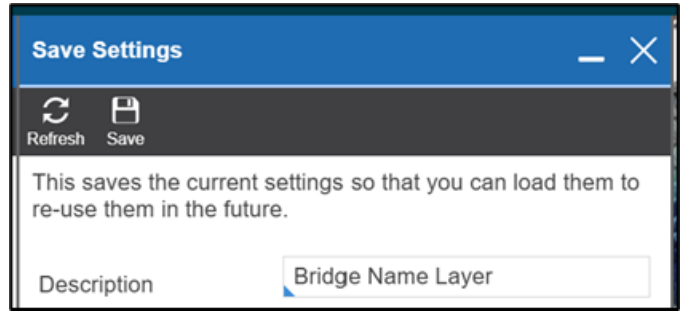 Save Settings
Refresh Save
This saves the current settings so that you can load them to
re-use them in the future.
Description Bridge Name Layer